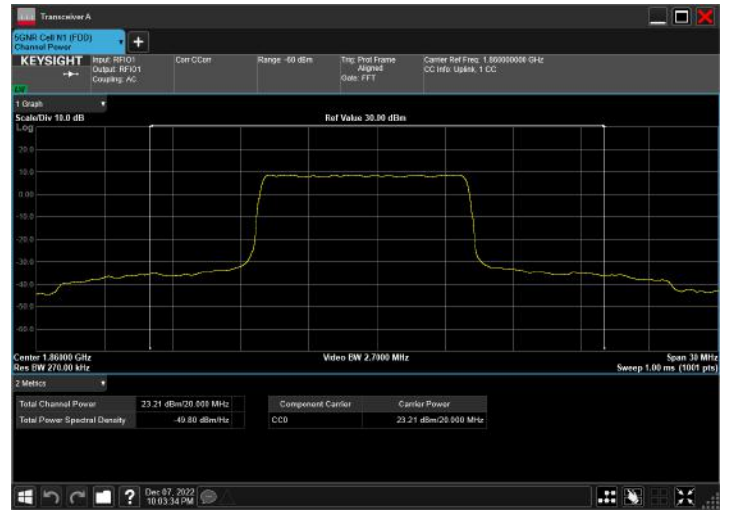 Transceiver A
5GNR Cell N1 (FDD)
Channel Power
KEYSIGHT
Input: RFIO1
Output: RFIO1
Coupling: AC
Corr CCorr
Range: -60 dBm
Trig: Prot Frame
Aligned
Gate: FFT
Carrier Ref Freq: 1.860000000 GHz
CC Info: Uplink, 1 CC
1 Graph
Scale/Div 10.0 dB
Ref Value 30.00 dBm
Log
20.0
10.0
0.00
-10.0
-20.0
-30.0
-40.0
-50.0
-60.0
Center 1.86000 GHz
Video BW 2.7000 MHz
Span 30 MHz
Res BW 270.00 kHz
Sweep 1.00 ms (1001 pts)
2 Metrics
Total Channel Power 23.21 dBm/20.000 MHz
Total Power Spectral Density -49.80 dBm/Hz
Component Carrier Carrier Power
CC0 23.21 dBm/20.000 MHz
? Dec 07, 2022
10:03:34 PM